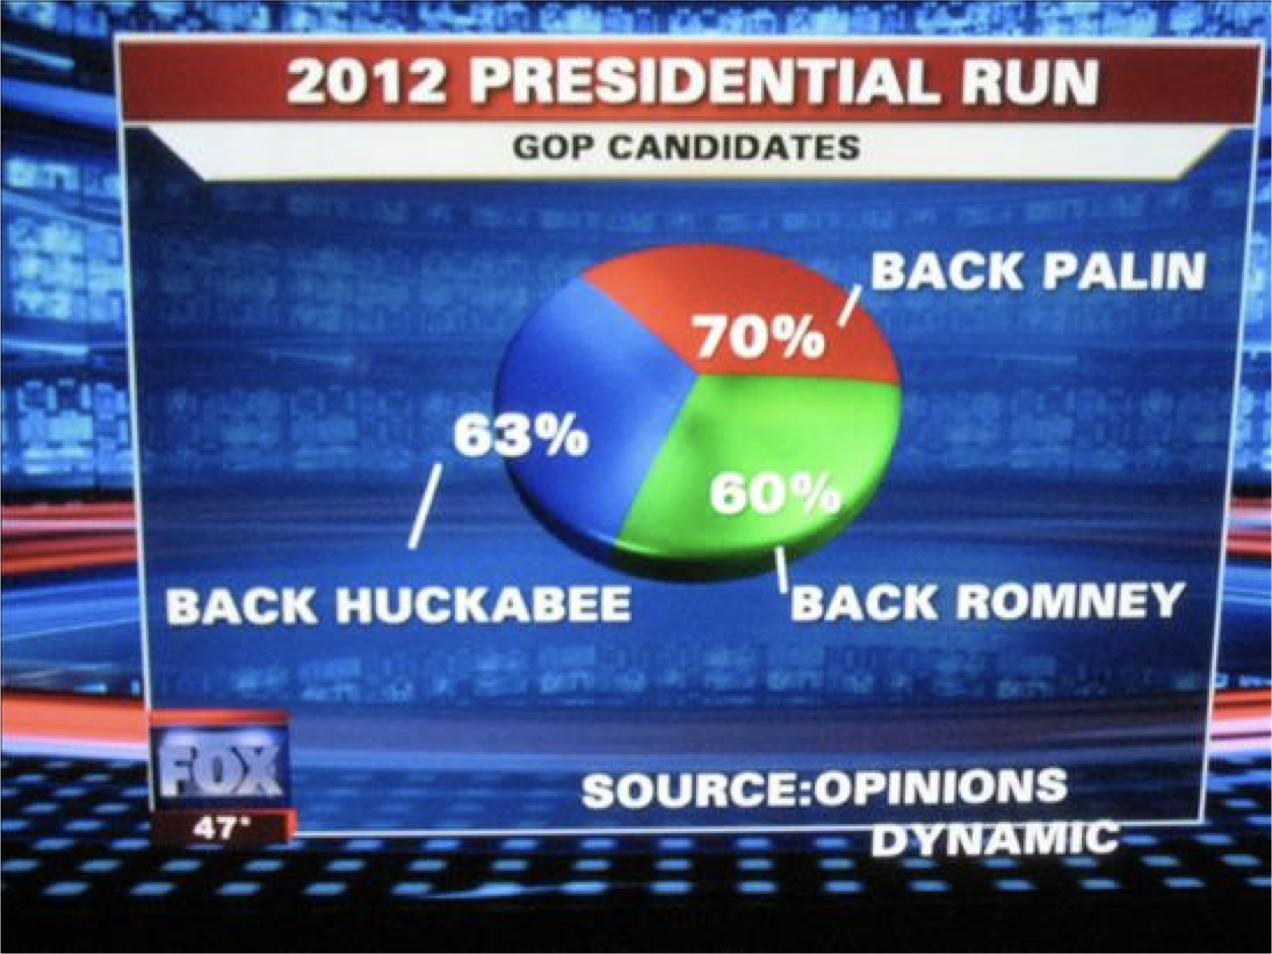 2012 PRESIDENTIAL RUN
GOP CANDIDATES
BACK PALIN
70%
63%
60%
BACK HUCKABEE
BACK ROMNEY
FOX
47°
SOURCE:OPINIONS
DYNAMIC